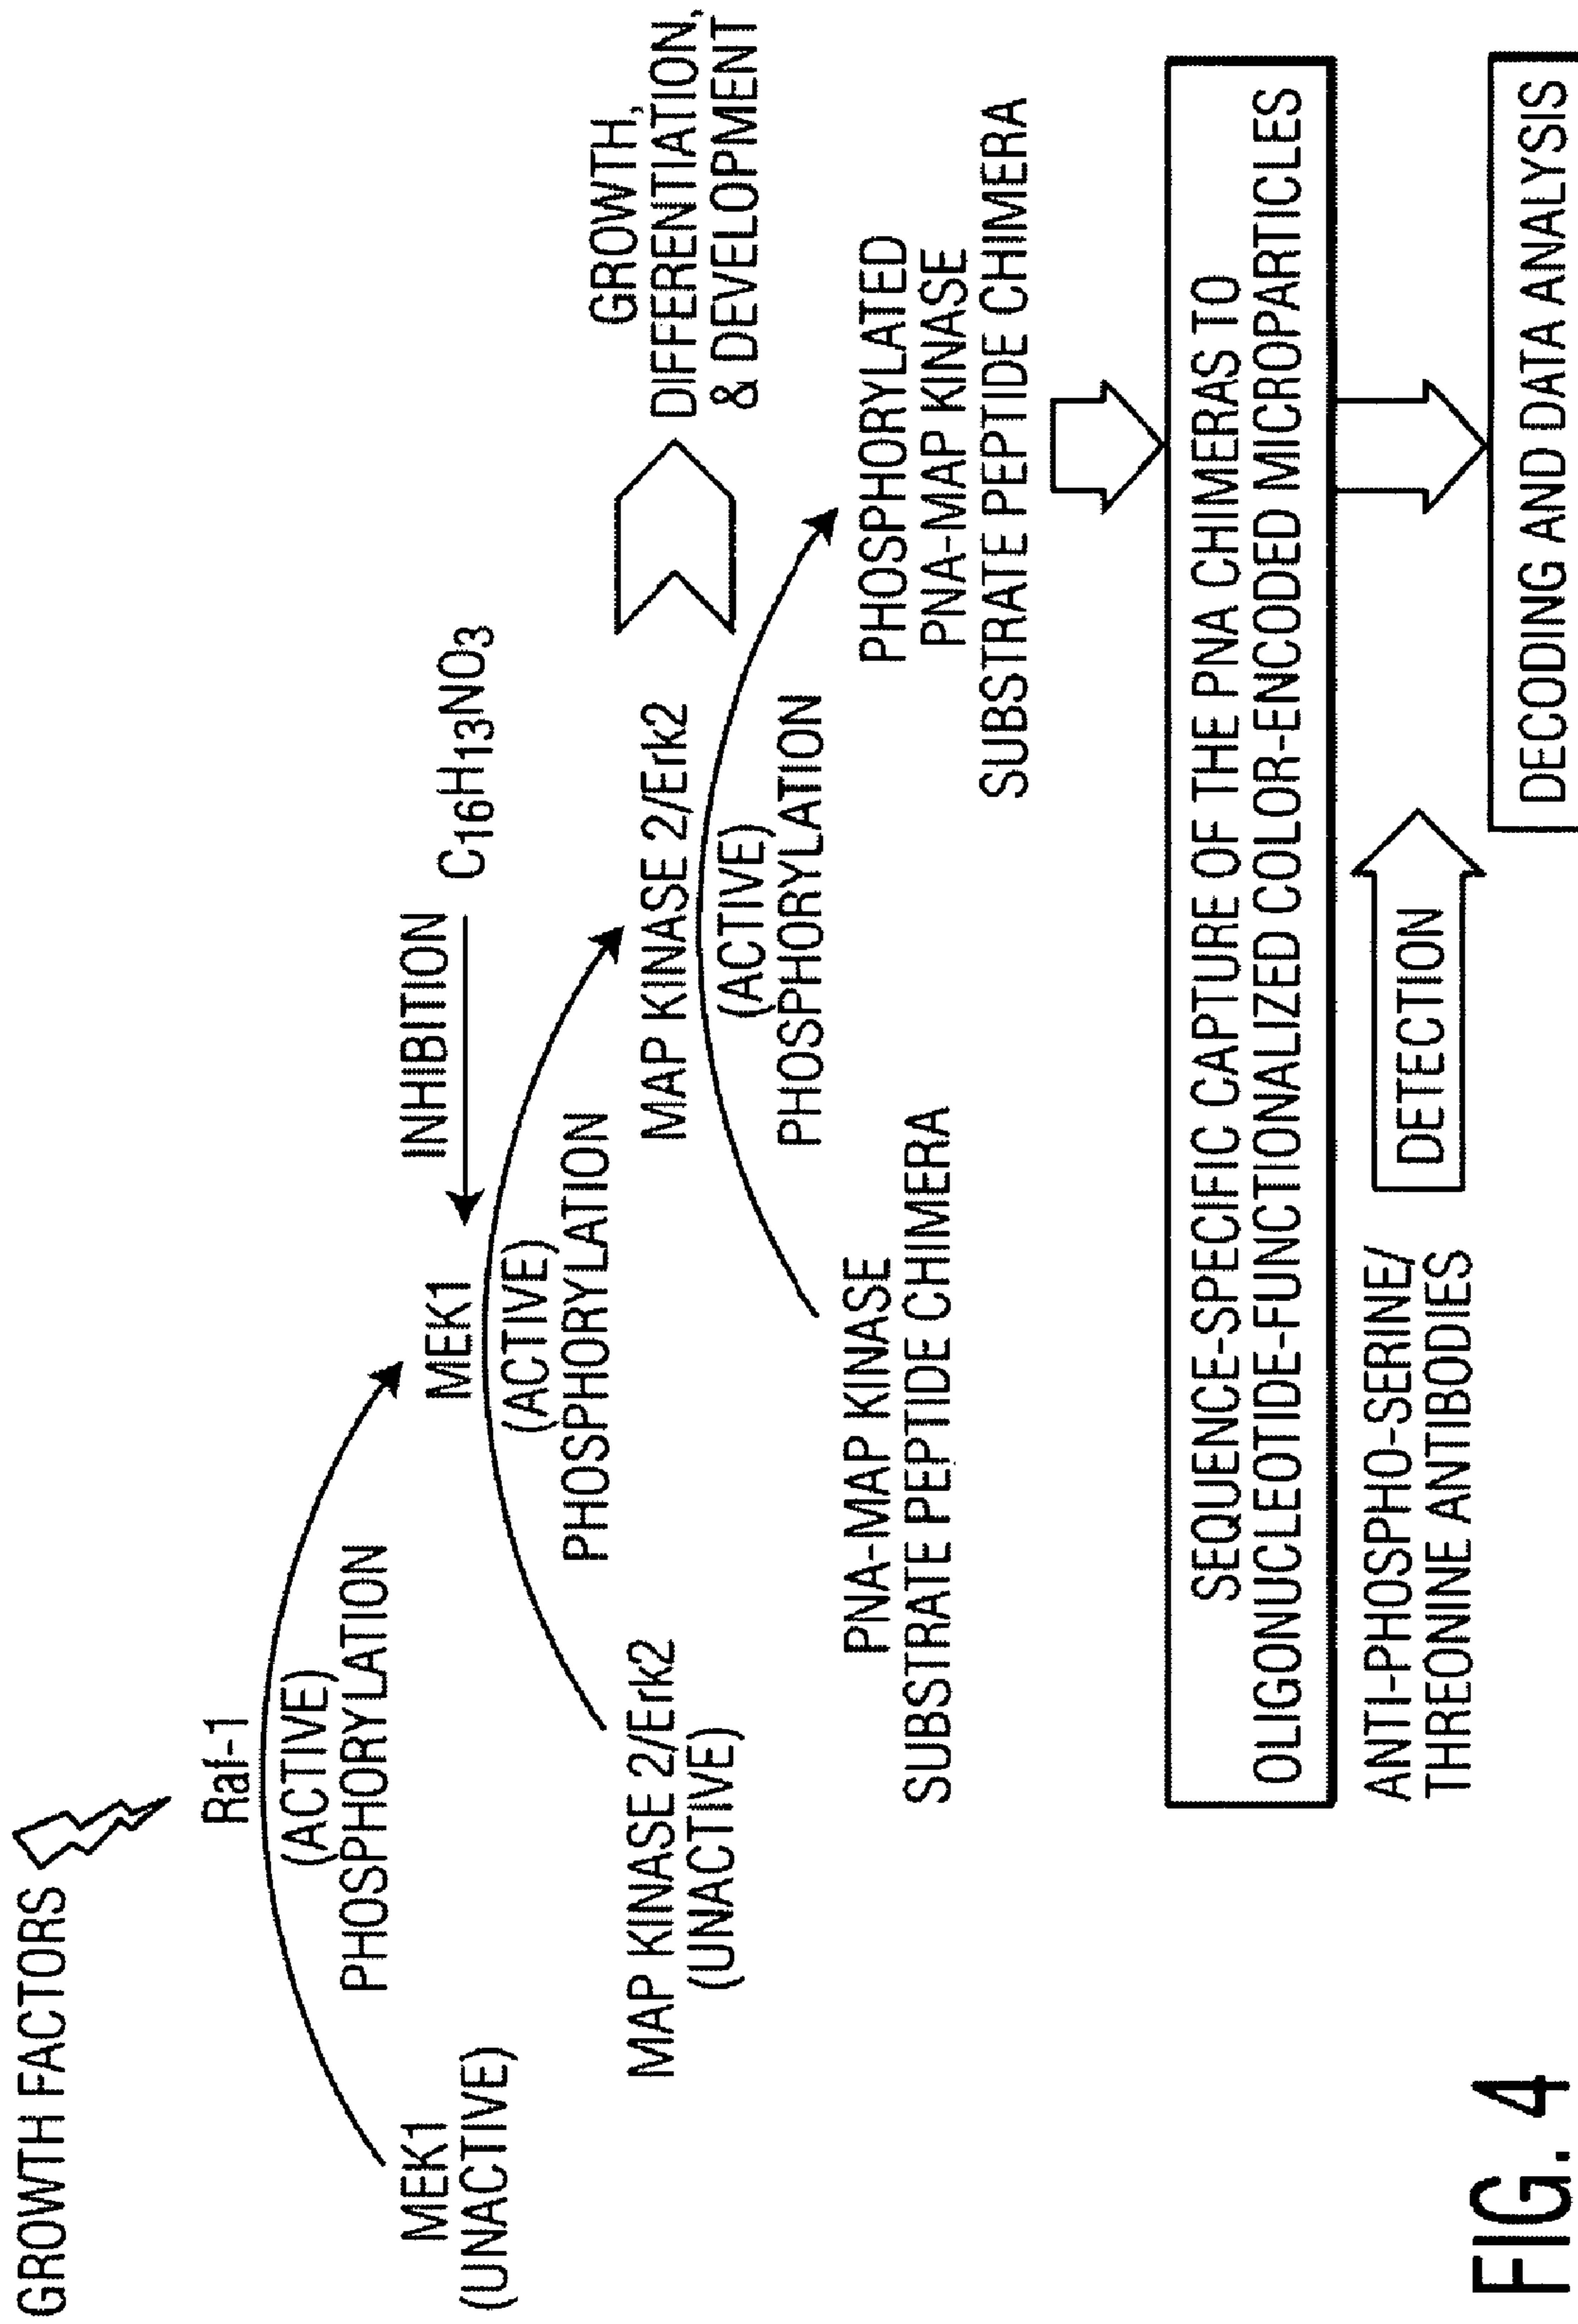 GROWTH FACTORS
Raf-1
(ACTIVE)
PHOSPHORYLATION
MEK1
(UNACTIVE)
MEK1
(ACTIVE)
PHOSPHORYLATION
INHIBITION
C16H13NO3
MAP KINASE 2/Erk2
(UNACTIVE)
MAP KINASE 2/Erk2
(ACTIVE)
PHOSPHORYLATION
GROWTH,
DIFFERENTIATION,
& DEVELOPMENT
PNA-MAP KINASE
SUBSTRATE PEPTIDE CHIMERA
PHOSPHORYLATED
PNA-MAP KINASE
SUBSTRATE PEPTIDE CHIMERA
SEQUENCE-SPECIFIC CAPTURE OF THE PNA CHIMERAS TO
OLIGONUCLEOTIDE-FUNCTIONALIZED COLOR-ENCODED MICROPARTICLES
ANTI-PHOSPHO-SERINE/
THREONINE ANTIBODIES
DETECTION
DECODING AND DATA ANALYSIS
FIG. 4